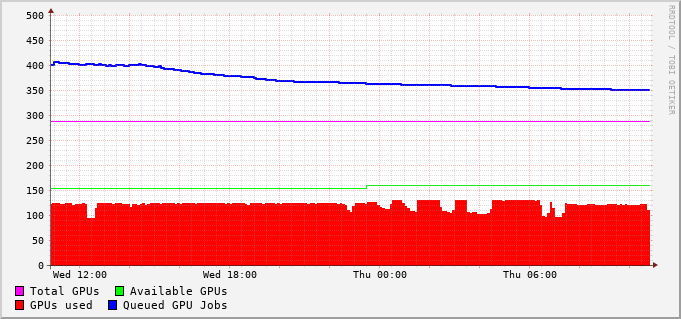 500
450
400
350
300
250
200
150
100
50
0
Wed 12:00 Wed 18:00 Thu 00:00 Thu 06:00
Total GPUs Available GPUs
GPUs used Queued GPU Jobs
RRDTOOL / TOBI OETIKER